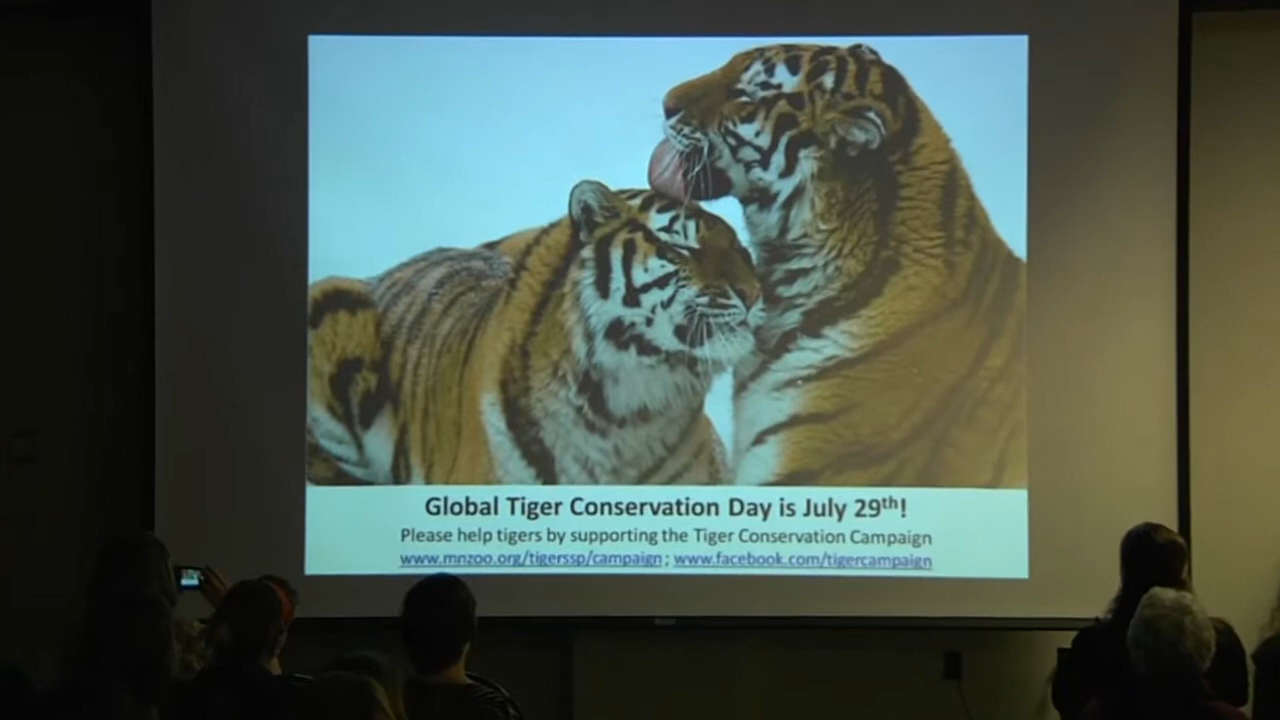 Global Tiger Conservation Day is July 29th!
Please help tigers by supporting the Tiger Conservation Campaign
www.mnzoo.org/tigerssp/campaign; www.facebook.com/tigercampaign